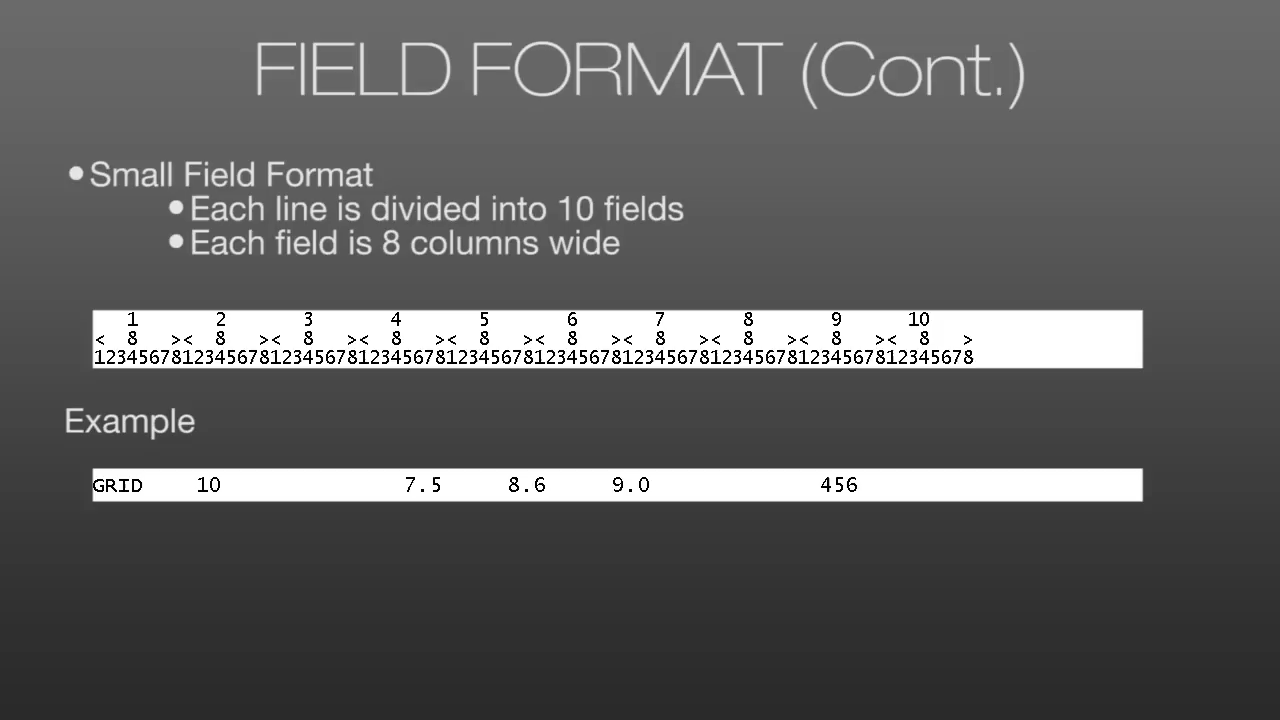 FIELD FORMAT (Cont.)
•Small Field Format
•Each line is divided into 10 fields
•Each field is 8 columns wide
   1       2       3       4       5       6       7       8       9      10
<  8   ><  8   ><  8   ><  8   ><  8   ><  8   ><  8   ><  8   ><  8   ><  8   >
12345678123456781234567812345678123456781234567812345678123456781234567812345678
Example
GRID    10              7.5     8.6     9.0             456